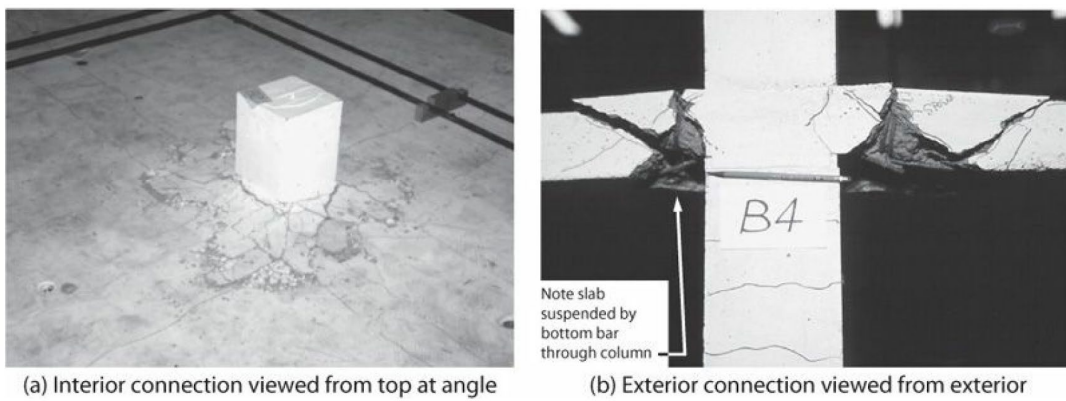 SPALL
B4
Note slab
suspended by
bottom bar
through column
(a) Interior connection viewed from top at angle
(b) Exterior connection viewed from exterior